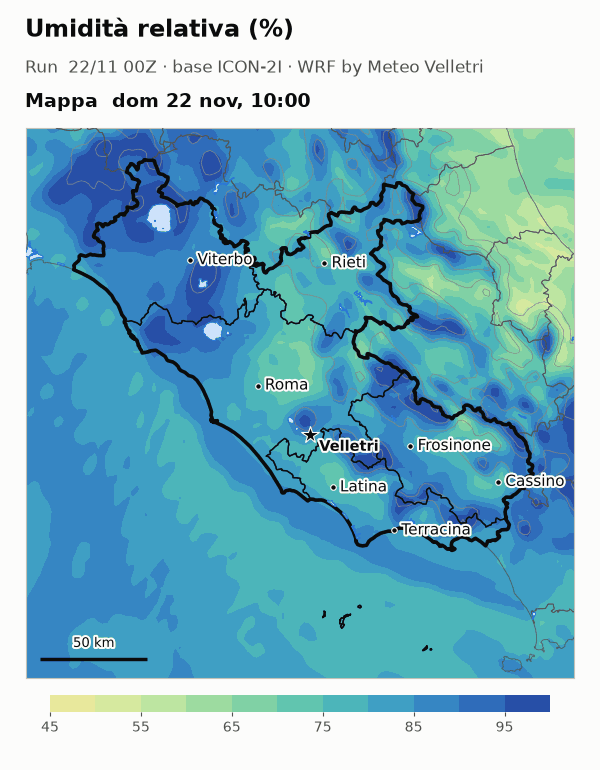 Umidità relativa (%)
Run  22/11 00Z · base ICON-2I · WRF by Meteo Velletri
Mappa  dom 22 nov, 10:00
Viterbo
Rieti
Roma
Velletri
Frosinone
Cassino
Latina
Terracina
50 km
45 55 65 75 85 95